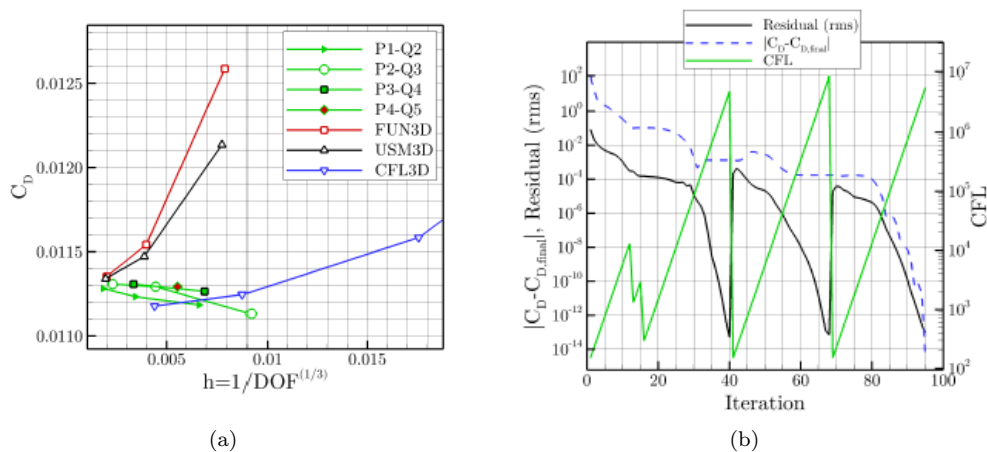 P1-Q2
P2-Q3
P3-Q4
P4-Q5
FUN3D
USM3D
CFL3D
0.0125
0.0120
0.0115
0.0110
C_D
0.005
0.01
0.015
h=1/DOF^(1/3)
(a)
Residual (rms)
|C_D-C_D,final|
CFL
10^2
10^0
10^-2
10^-4
10^-6
10^-8
10^-10
10^-12
10^-14
|C_D-C_D,final|, Residual (rms)
10^7
10^6
10^5
10^4
10^3
10^2
CFL
0
20
40
60
80
100
Iteration
(b)